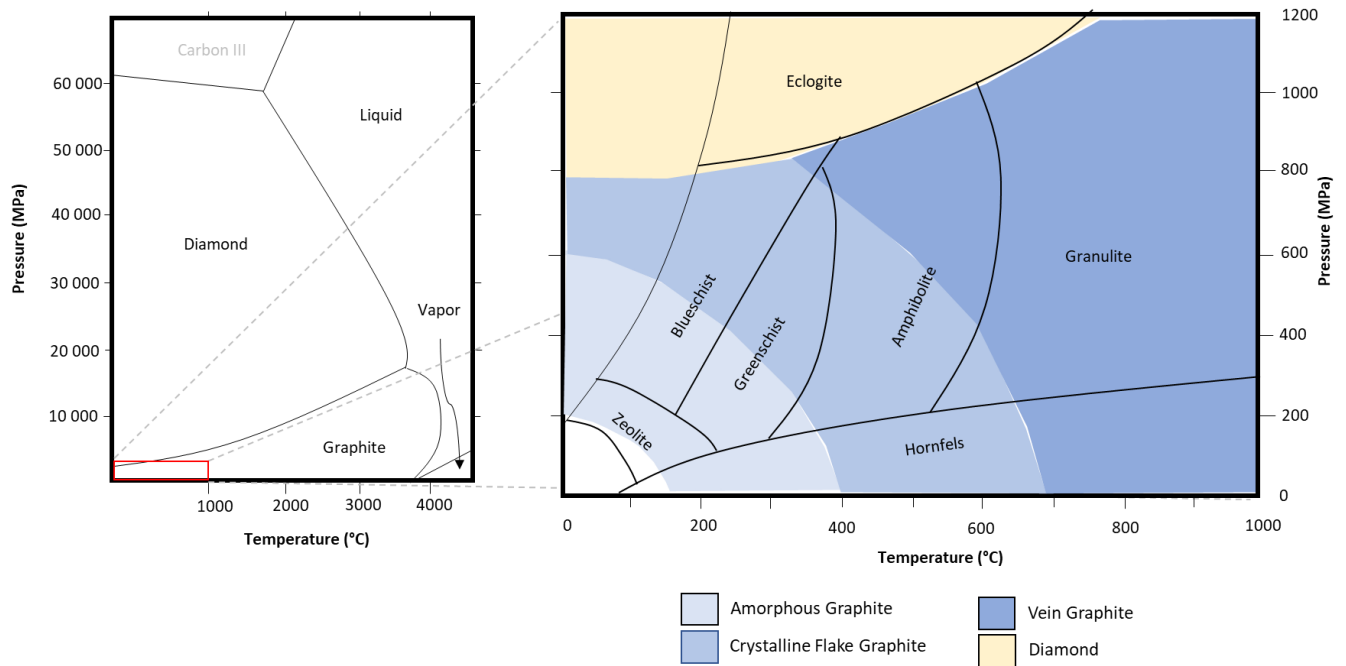 Carbon III
Liquid
Diamond
Vapor
Graphite
60 000
50 000
40 000
30 000
20 000
10 000
Pressure (MPa)
1000
2000
3000
4000
Temperature (°C)
Eclogite
Blueschist
Greenschist
Amphibolite
Granulite
Zeolite
Hornfels
1200
1000
800
600
400
200
0
Pressure (MPa)
0
200
400
600
800
1000
Temperature (°C)
Amorphous Graphite
Vein Graphite
Crystalline Flake Graphite
Diamond